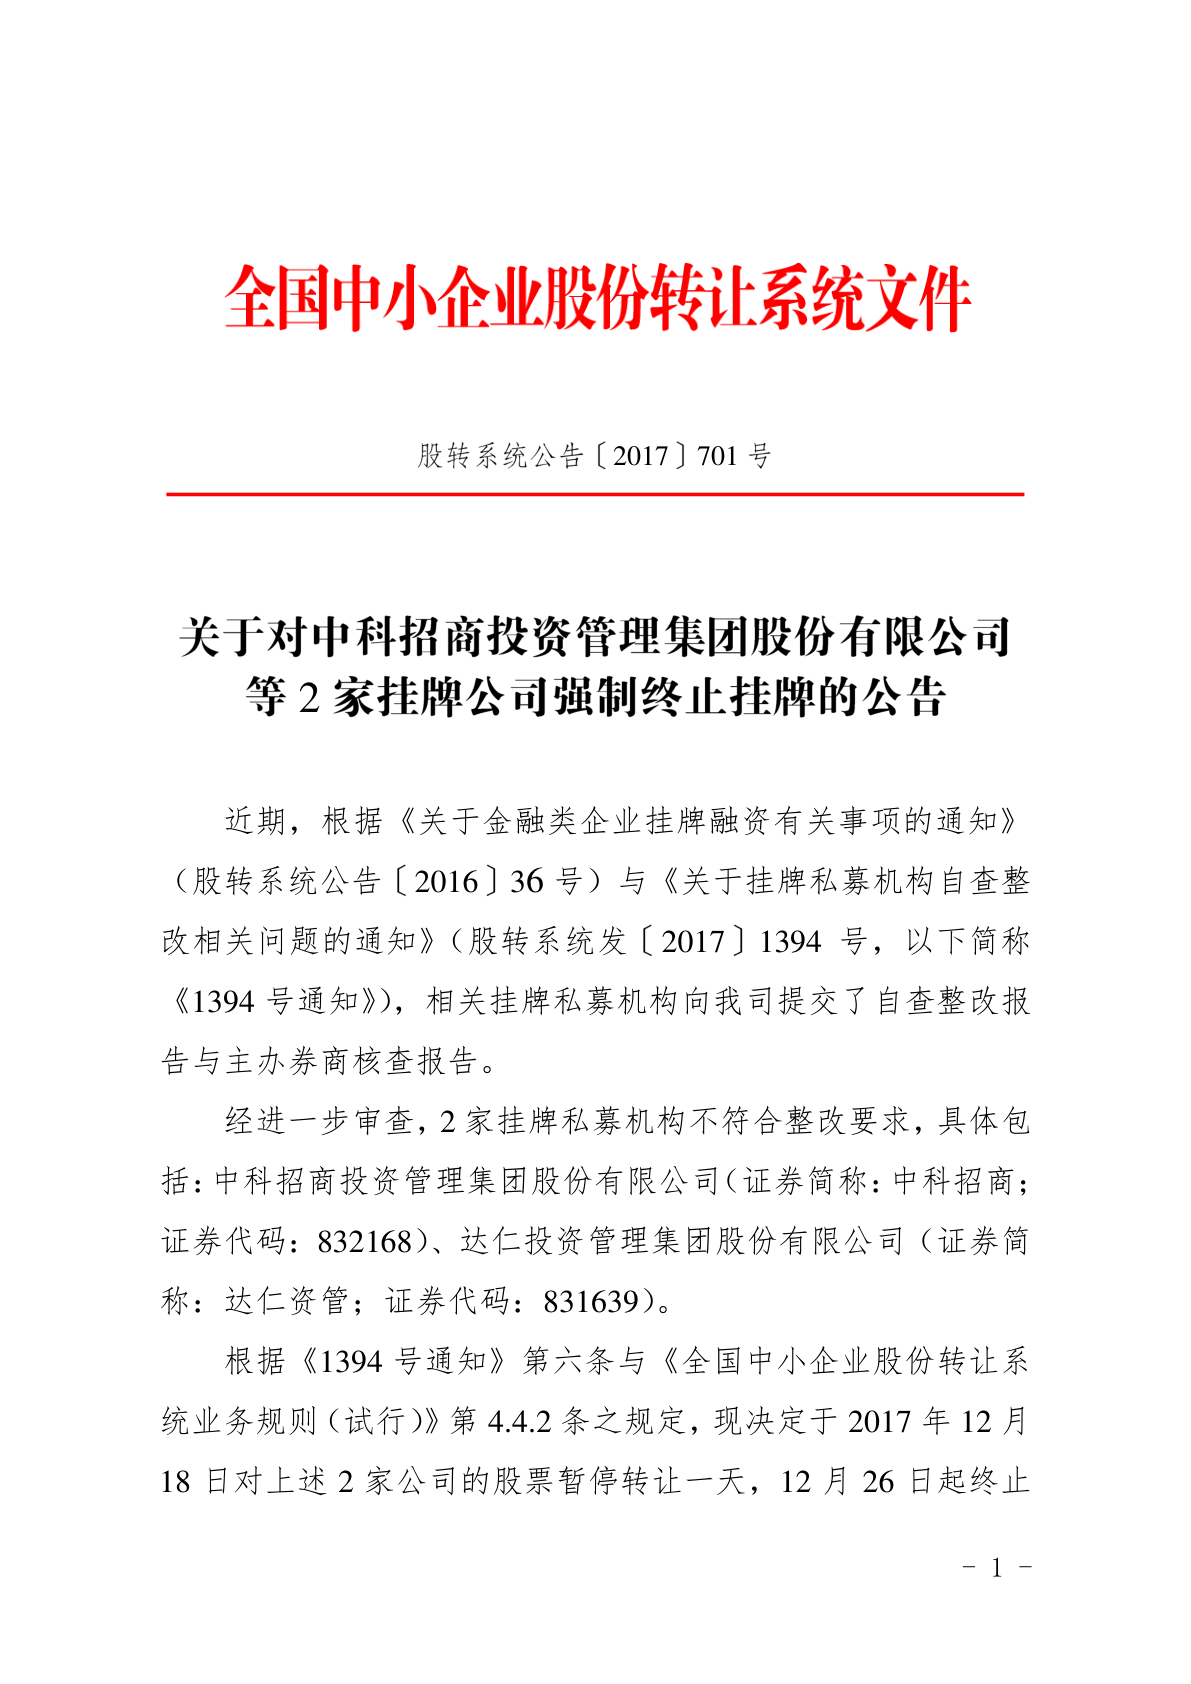 全国中小企业股份转让系统文件
股转系统公告〔2017〕701 号
关于对中科招商投资管理集团股份有限公司
等 2 家挂牌公司强制终止挂牌的公告
近期，根据《关于金融类企业挂牌融资有关事项的通知》
（股转系统公告〔2016〕36 号）与《关于挂牌私募机构自查整
改相关问题的通知》（股转系统发〔2017〕1394 号，以下简称
《1394 号通知》），相关挂牌私募机构向我司提交了自查整改报
告与主办券商核查报告。
经进一步审查，2 家挂牌私募机构不符合整改要求，具体包
括：中科招商投资管理集团股份有限公司（证券简称：中科招商；
证券代码：832168）、达仁投资管理集团股份有限公司（证券简
称：达仁资管；证券代码：831639）。
根据《1394 号通知》第六条与《全国中小企业股份转让系
统业务规则（试行）》第 4.4.2 条之规定，现决定于 2017 年 12 月
18 日对上述 2 家公司的股票暂停转让一天，12 月 26 日起终止
- 1 -